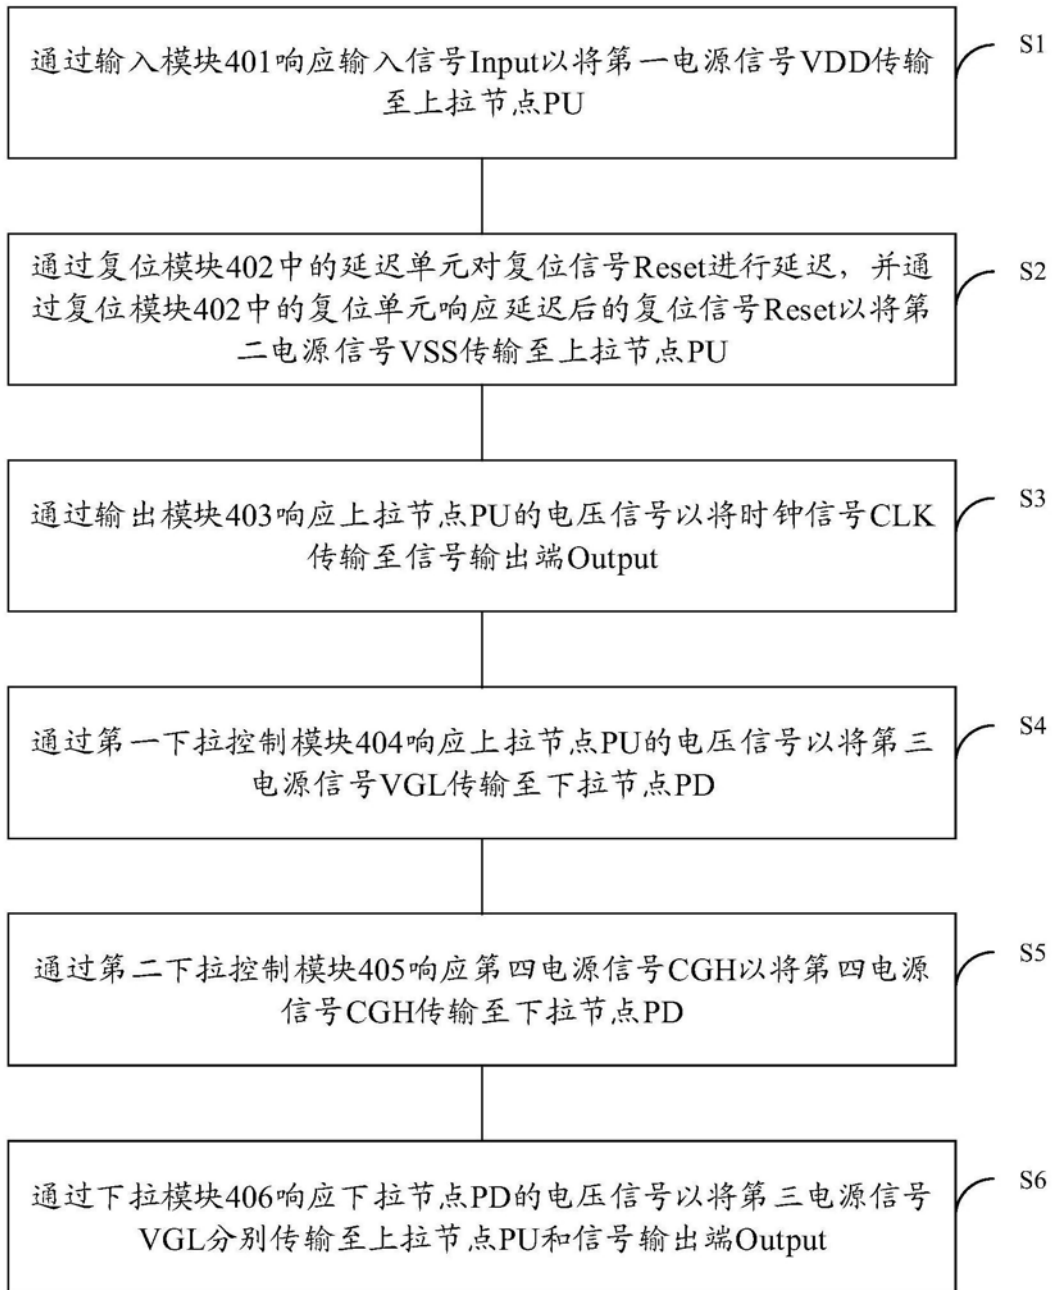 通过输入模块401响应输入信号Input以将第一电源信号VDD传输
至上拉节点PU
S1
通过复位模块402中的延迟单元对复位信号Reset进行延迟，并通
过复位模块402中的复位单元响应延迟后的复位信号Reset以将第
二电源信号VSS传输至上拉节点PU
S2
通过输出模块403响应上拉节点PU的电压信号以将时钟信号CLK
传输至信号输出端Output
S3
通过第一下拉控制模块404响应上拉节点PU的电压信号以将第三
电源信号VGL传输至下拉节点PD
S4
通过第二下拉控制模块405响应第四电源信号CGH以将第四电源
信号CGH传输至下拉节点PD
S5
通过下拉模块406响应下拉节点PD的电压信号以将第三电源信号
VGL分别传输至上拉节点PU和信号输出端Output
S6